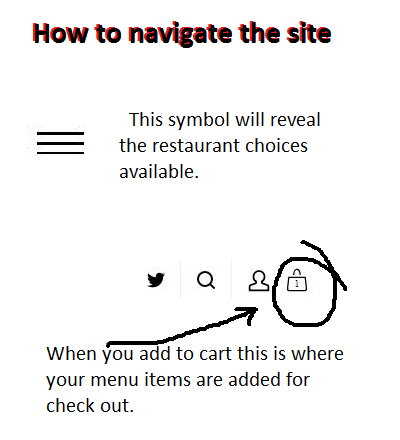 How to navigate the site
This symbol will reveal
the restaurant choices
available.
1
When you add to cart this is where
your menu items are added for
check out.